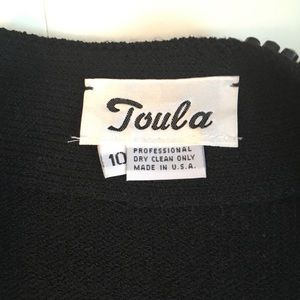 Toula
10
PROFESSIONAL
DRY CLEAN ONLY
MADE IN U.S.A.